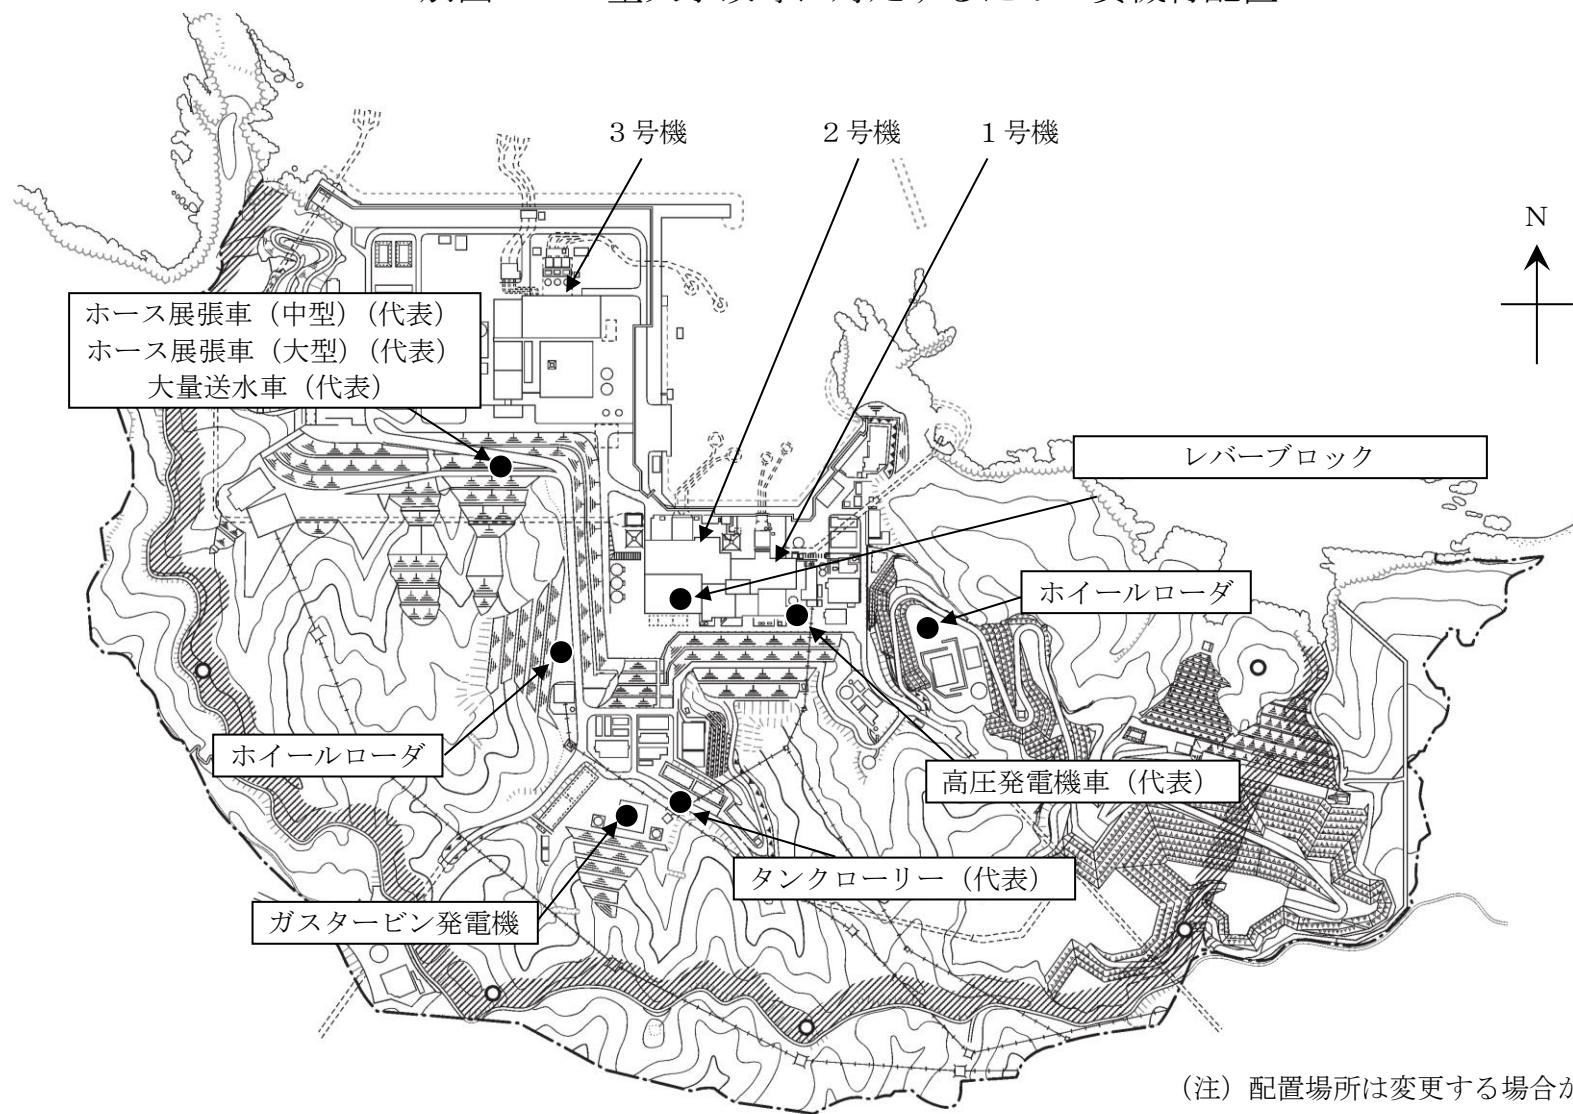 ３号機
２号機
１号機
N
ホース展張車（中型）（代表）
ホース展張車（大型）（代表）
大量送水車（代表）
レバーブロック
ホイールローダ
ホイールローダ
高圧発電機車（代表）
タンクローリー（代表）
ガスタービン発電機
（注）配置場所は変更する場合が